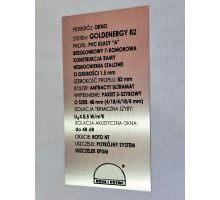 PRZEKRÓJ: OKNO
SYSTEM: GOLDENERGY 82
PROFIL: PVC KLASY "A"
BEZOŁOWIOWY 7-KOMOROWA
KONSTRUKCJA RAMY
WZMOCNIENIA STALOWE
O GRUBOŚCI 1,5 mm
SZEROKOŚĆ PROFILU: 82 mm
KOLOR: ANTRACYT ULTRAMAT
WYPEŁNIENIE: PAKIET 3-SZYBOWY
O SZER. 48 mm (4/18/4/18/4 mm)
IZOLACJA TERMICZNA SZYBY:
Ug ≤ 0,5 W/m²K
IZOLACJA AKUSTYCZNA OKNA:
do 46 dB
OKUCIE: ROTO NT
USZCZELKI: POTRÓJNY SYSTEM
USZCZELEK EPDM